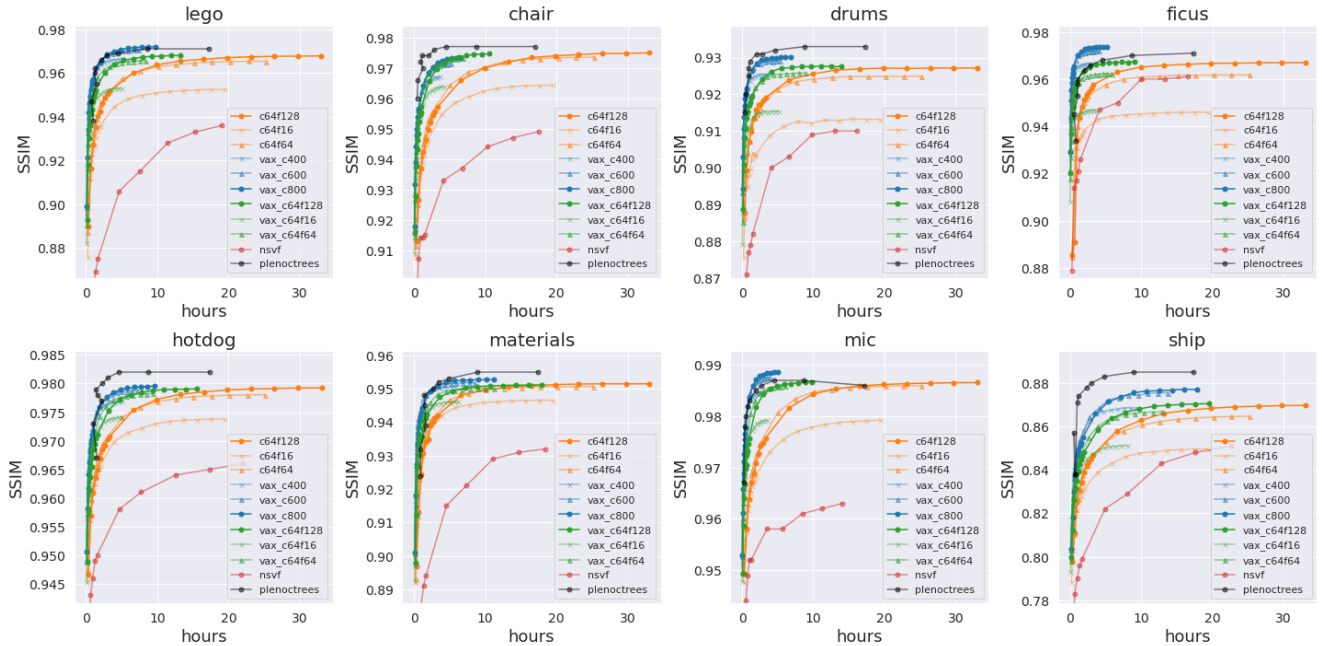 lego
SSIM
0.98
0.96
0.94
0.92
0.90
0.88
0 10 20 30
hours
c64f128
c64f16
c64f64
vax_c400
vax_c600
vax_c800
vax_c64f128
vax_c64f16
vax_c64f64
nsvf
plenoctrees
chair
SSIM
0.98
0.97
0.96
0.95
0.94
0.93
0.92
0.91
0 10 20 30
hours
c64f128
c64f16
c64f64
vax_c400
vax_c600
vax_c800
vax_c64f128
vax_c64f16
vax_c64f64
nsvf
plenoctrees
drums
SSIM
0.93
0.92
0.91
0.90
0.89
0.88
0.87
0 10 20 30
hours
c64f128
c64f16
c64f64
vax_c400
vax_c600
vax_c800
vax_c64f128
vax_c64f16
vax_c64f64
nsvf
plenoctrees
ficus
SSIM
0.98
0.96
0.94
0.92
0.90
0.88
0 10 20 30
hours
c64f128
c64f16
c64f64
vax_c400
vax_c600
vax_c800
vax_c64f128
vax_c64f16
vax_c64f64
nsvf
plenoctrees
hotdog
SSIM
0.985
0.980
0.975
0.970
0.965
0.960
0.955
0.950
0.945
0 10 20 30
hours
c64f128
c64f16
c64f64
vax_c400
vax_c600
vax_c800
vax_c64f128
vax_c64f16
vax_c64f64
nsvf
plenoctrees
materials
SSIM
0.96
0.95
0.94
0.93
0.92
0.91
0.90
0.89
0 10 20 30
hours
c64f128
c64f16
c64f64
vax_c400
vax_c600
vax_c800
vax_c64f128
vax_c64f16
vax_c64f64
nsvf
plenoctrees
mic
SSIM
0.99
0.98
0.97
0.96
0.95
0 10 20 30
hours
c64f128
c64f16
c64f64
vax_c400
vax_c600
vax_c800
vax_c64f128
vax_c64f16
vax_c64f64
nsvf
plenoctrees
ship
SSIM
0.88
0.86
0.84
0.82
0.80
0.78
0 10 20 30
hours
c64f128
c64f16
c64f64
vax_c400
vax_c600
vax_c800
vax_c64f128
vax_c64f16
vax_c64f64
nsvf
plenoctrees